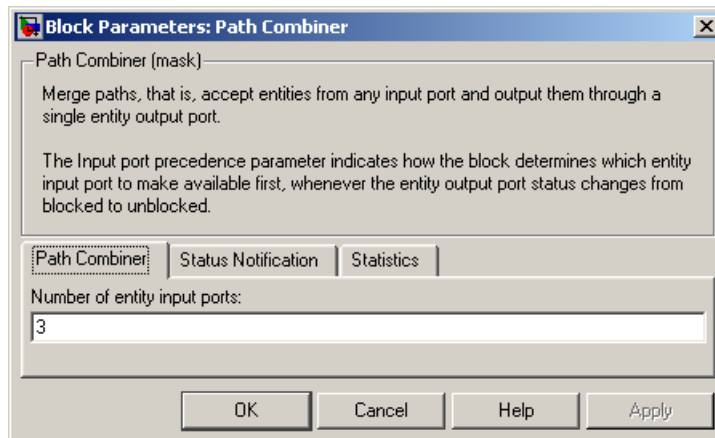 Block Parameters: Path Combiner
Path Combiner (mask)
Merge paths, that is, accept entities from any input port and output them through a
single entity output port.
The Input port precedence parameter indicates how the block determines which entity
input port to make available first, whenever the entity output port status changes from
blocked to unblocked.
Path Combiner Status Notification Statistics
Number of entity input ports:
3
OK Cancel Help Apply